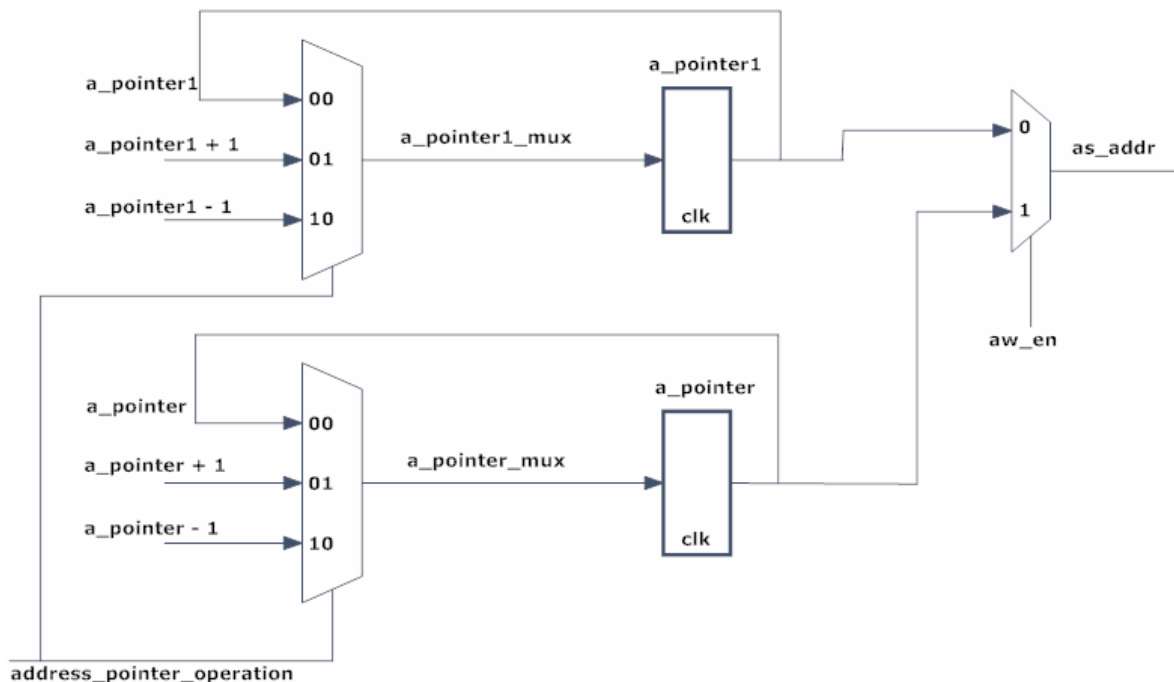 a_pointer1
a_pointer1
00
a_pointer1 + 1
a_pointer1_mux
01
a_pointer1 - 1
10
clk
0
as_addr
1
aw_en
a_pointer
a_pointer
00
a_pointer + 1
a_pointer_mux
01
a_pointer - 1
10
clk
address_pointer_operation